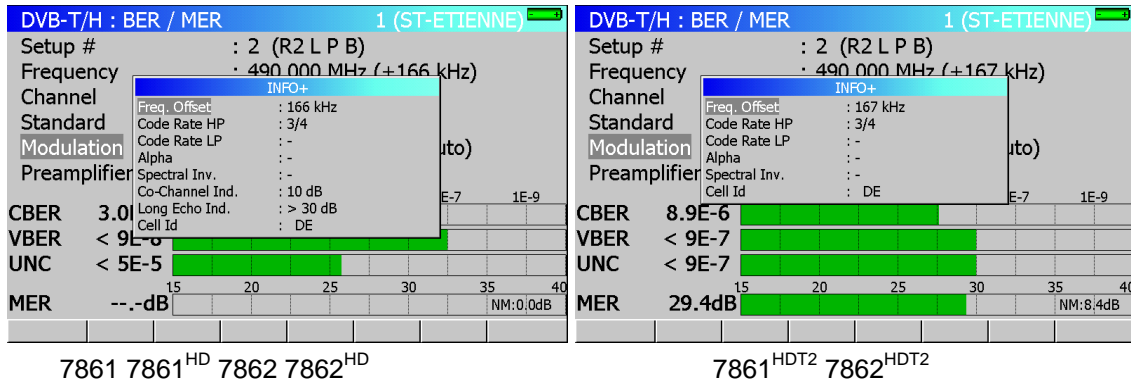 DVB-T/H : BER / MER 1 (ST-ETIENNE)
Setup # : 2 (R2 L P B)
Frequency : 490.000 MHz (+166 kHz)
Channel
Standard
Modulation uto)
Preamplifier
INFO+
Freq. Offset : 166 kHz
Code Rate HP : 3/4
Code Rate LP : -
Alpha : -
Spectral Inv. : -
Co-Channel Ind. : 10 dB
Long Echo Ind. : > 30 dB
Cell Id : DE
E-7 1E-9
CBER 3.0
VBER < 9E-8
UNC < 5E-5
15 20 25 30 35 40
MER --.-dB NM:0.0dB
7861 7861HD 7862 7862HD
DVB-T/H : BER / MER 1 (ST-ETIENNE)
Setup # : 2 (R2 L P B)
Frequency : 490.000 MHz (+167 kHz)
Channel
Standard
Modulation uto)
Preamplifier
INFO+
Freq. Offset : 167 kHz
Code Rate HP : 3/4
Code Rate LP : -
Alpha : -
Spectral Inv. : -
Cell Id : DE
E-7 1E-9
CBER 8.9E-6
VBER < 9E-7
UNC < 9E-7
15 20 25 30 35 40
MER 29.4dB NM:8.4dB
7861HDT2 7862HDT2